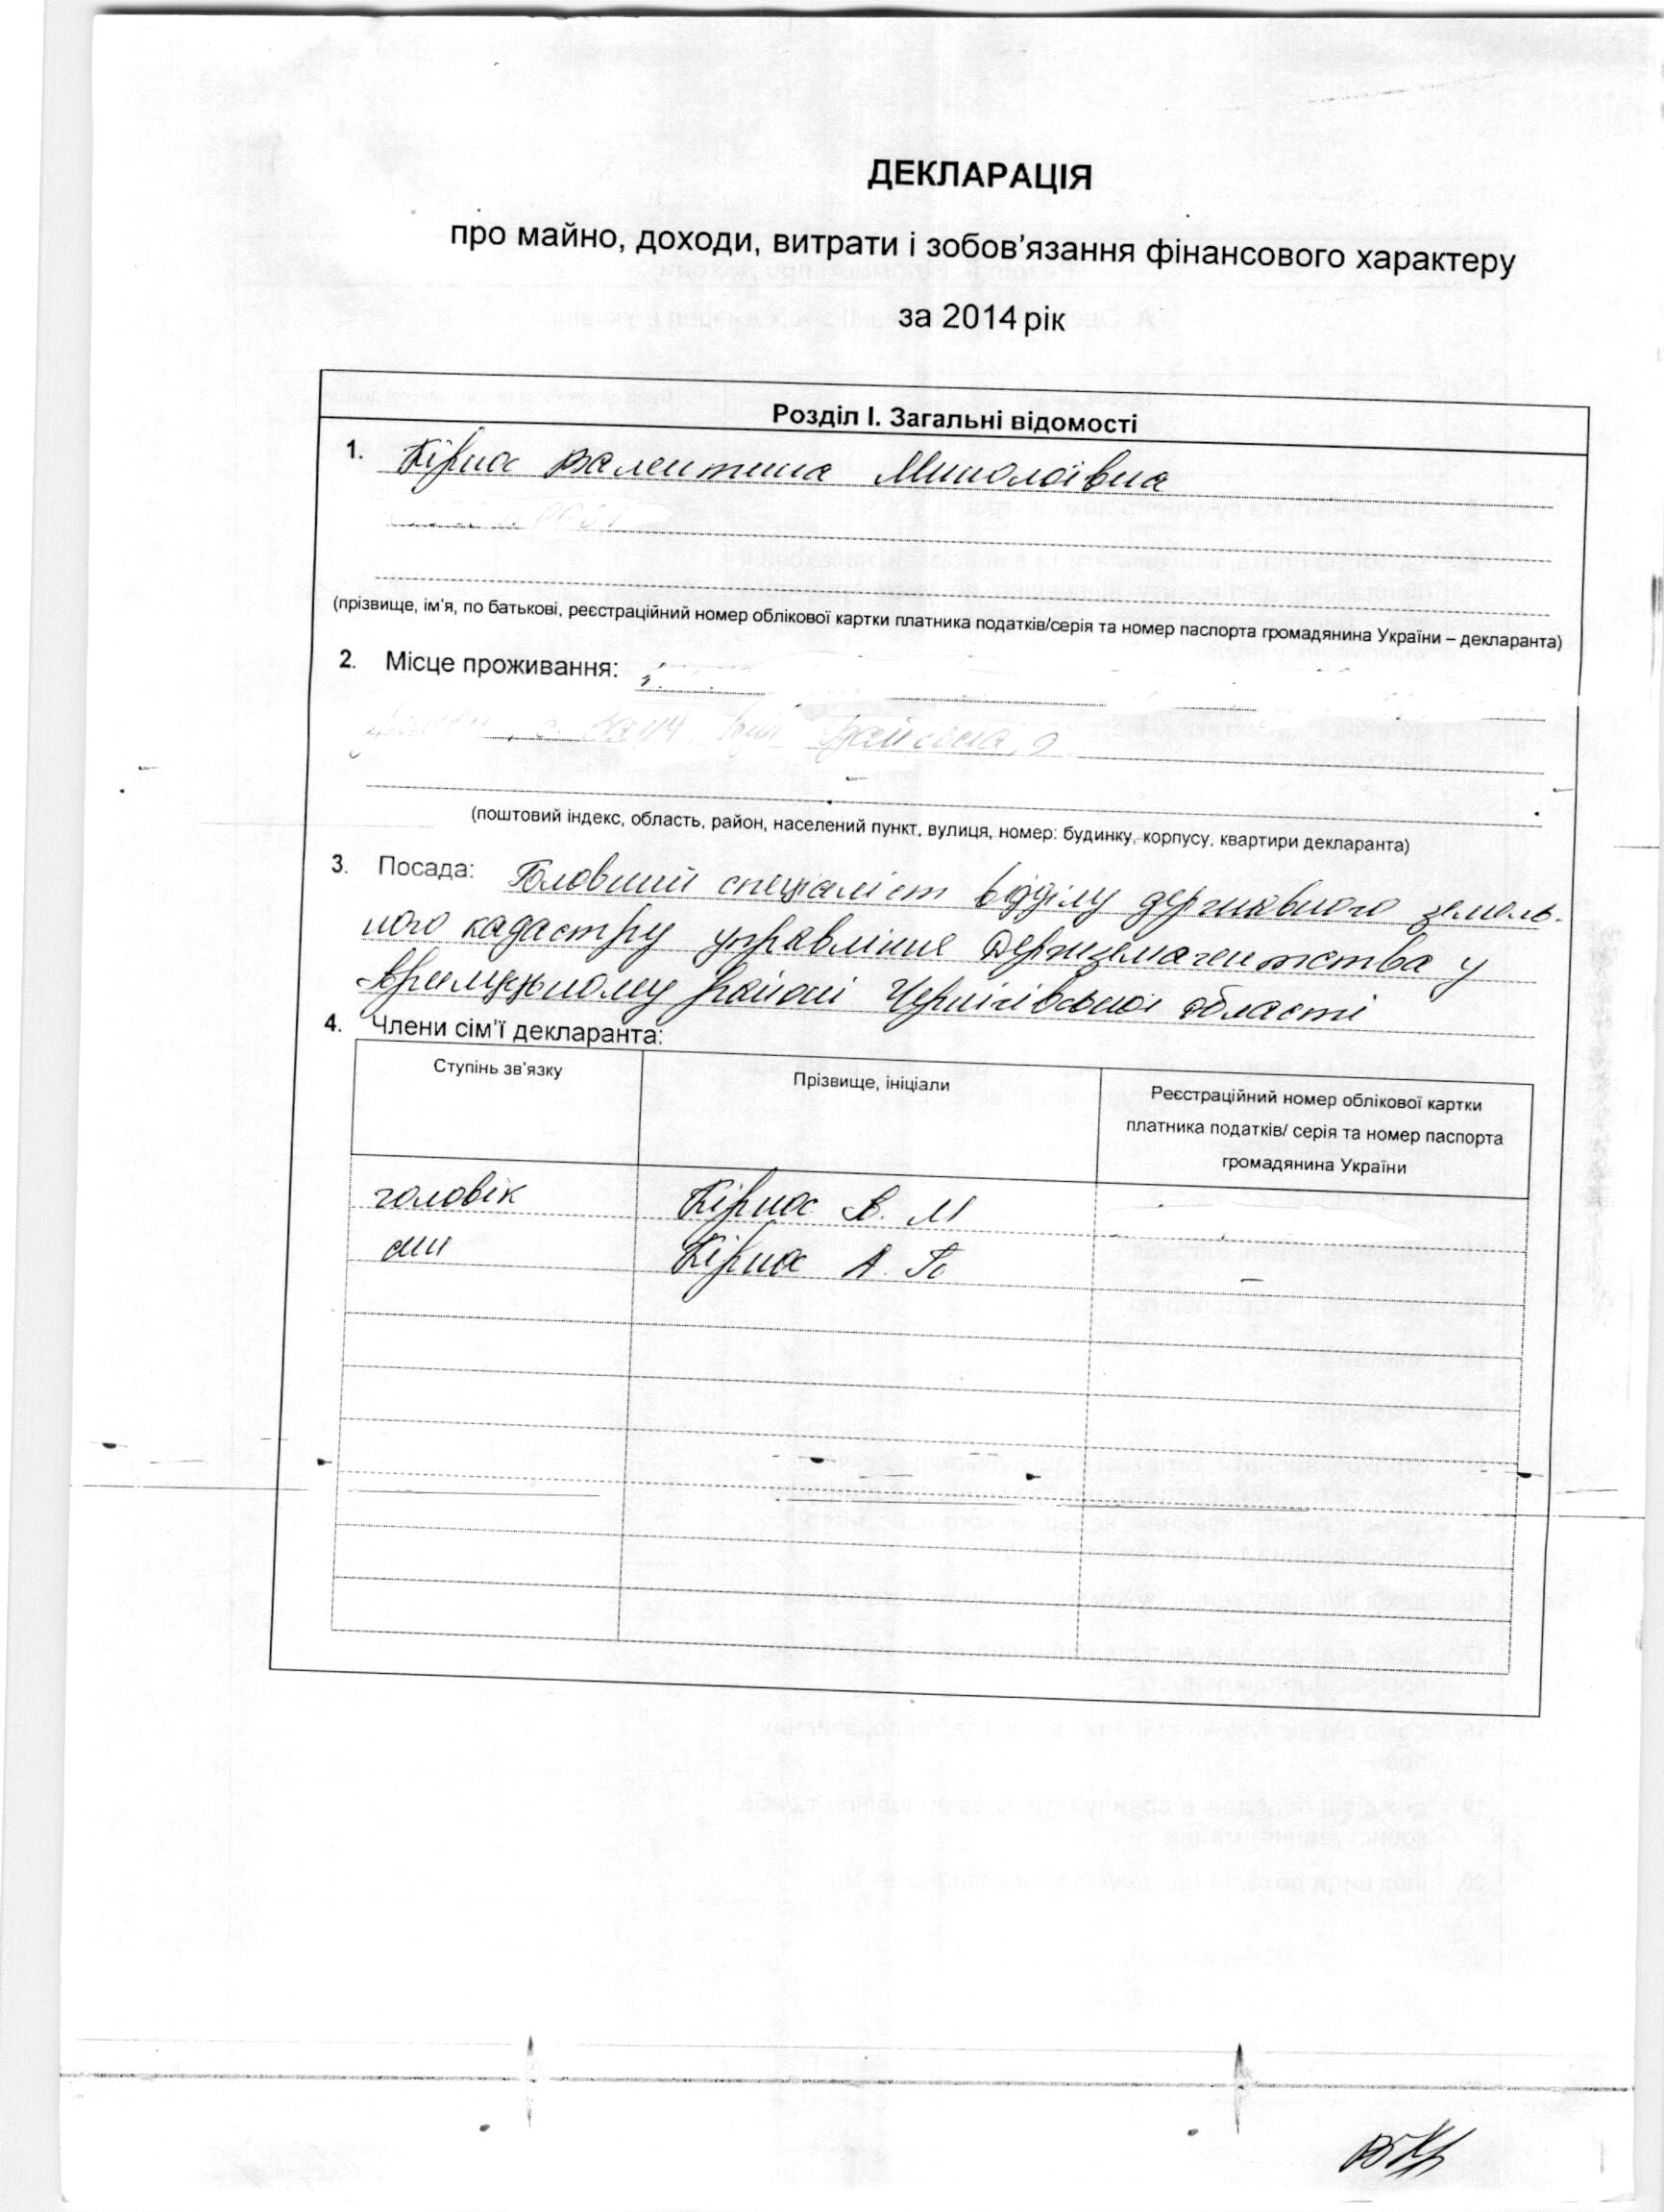 ДЕКЛАРАЦІЯ
про майно, доходи, витрати і зобов'язання фінансового характеру
за 2014 рік
Розділ І. Загальні відомості
1. Кірпа Валентина Миколаївна
(прізвище, ім'я, по батькові, реєстраційний номер облікової картки платника податків/серія та номер паспорта громадянина України – декларанта)
2. Місце проживання:
(поштовий індекс, область, район, населений пункт, вулиця, номер: будинку, корпусу, квартири декларанта)
3. Посада: Головний спеціаліст відділу державного земель-
ного кадастру управління Держземагентства у
Прилуцькому районі Чернігівської області
4. Члени сім'ї декларанта:
Ступінь зв'язку
Прізвище, ініціали
Реєстраційний номер облікової картки
платника податків/ серія та номер паспорта
громадянина України
чоловік Кірпа В. М
син Кірпа А.